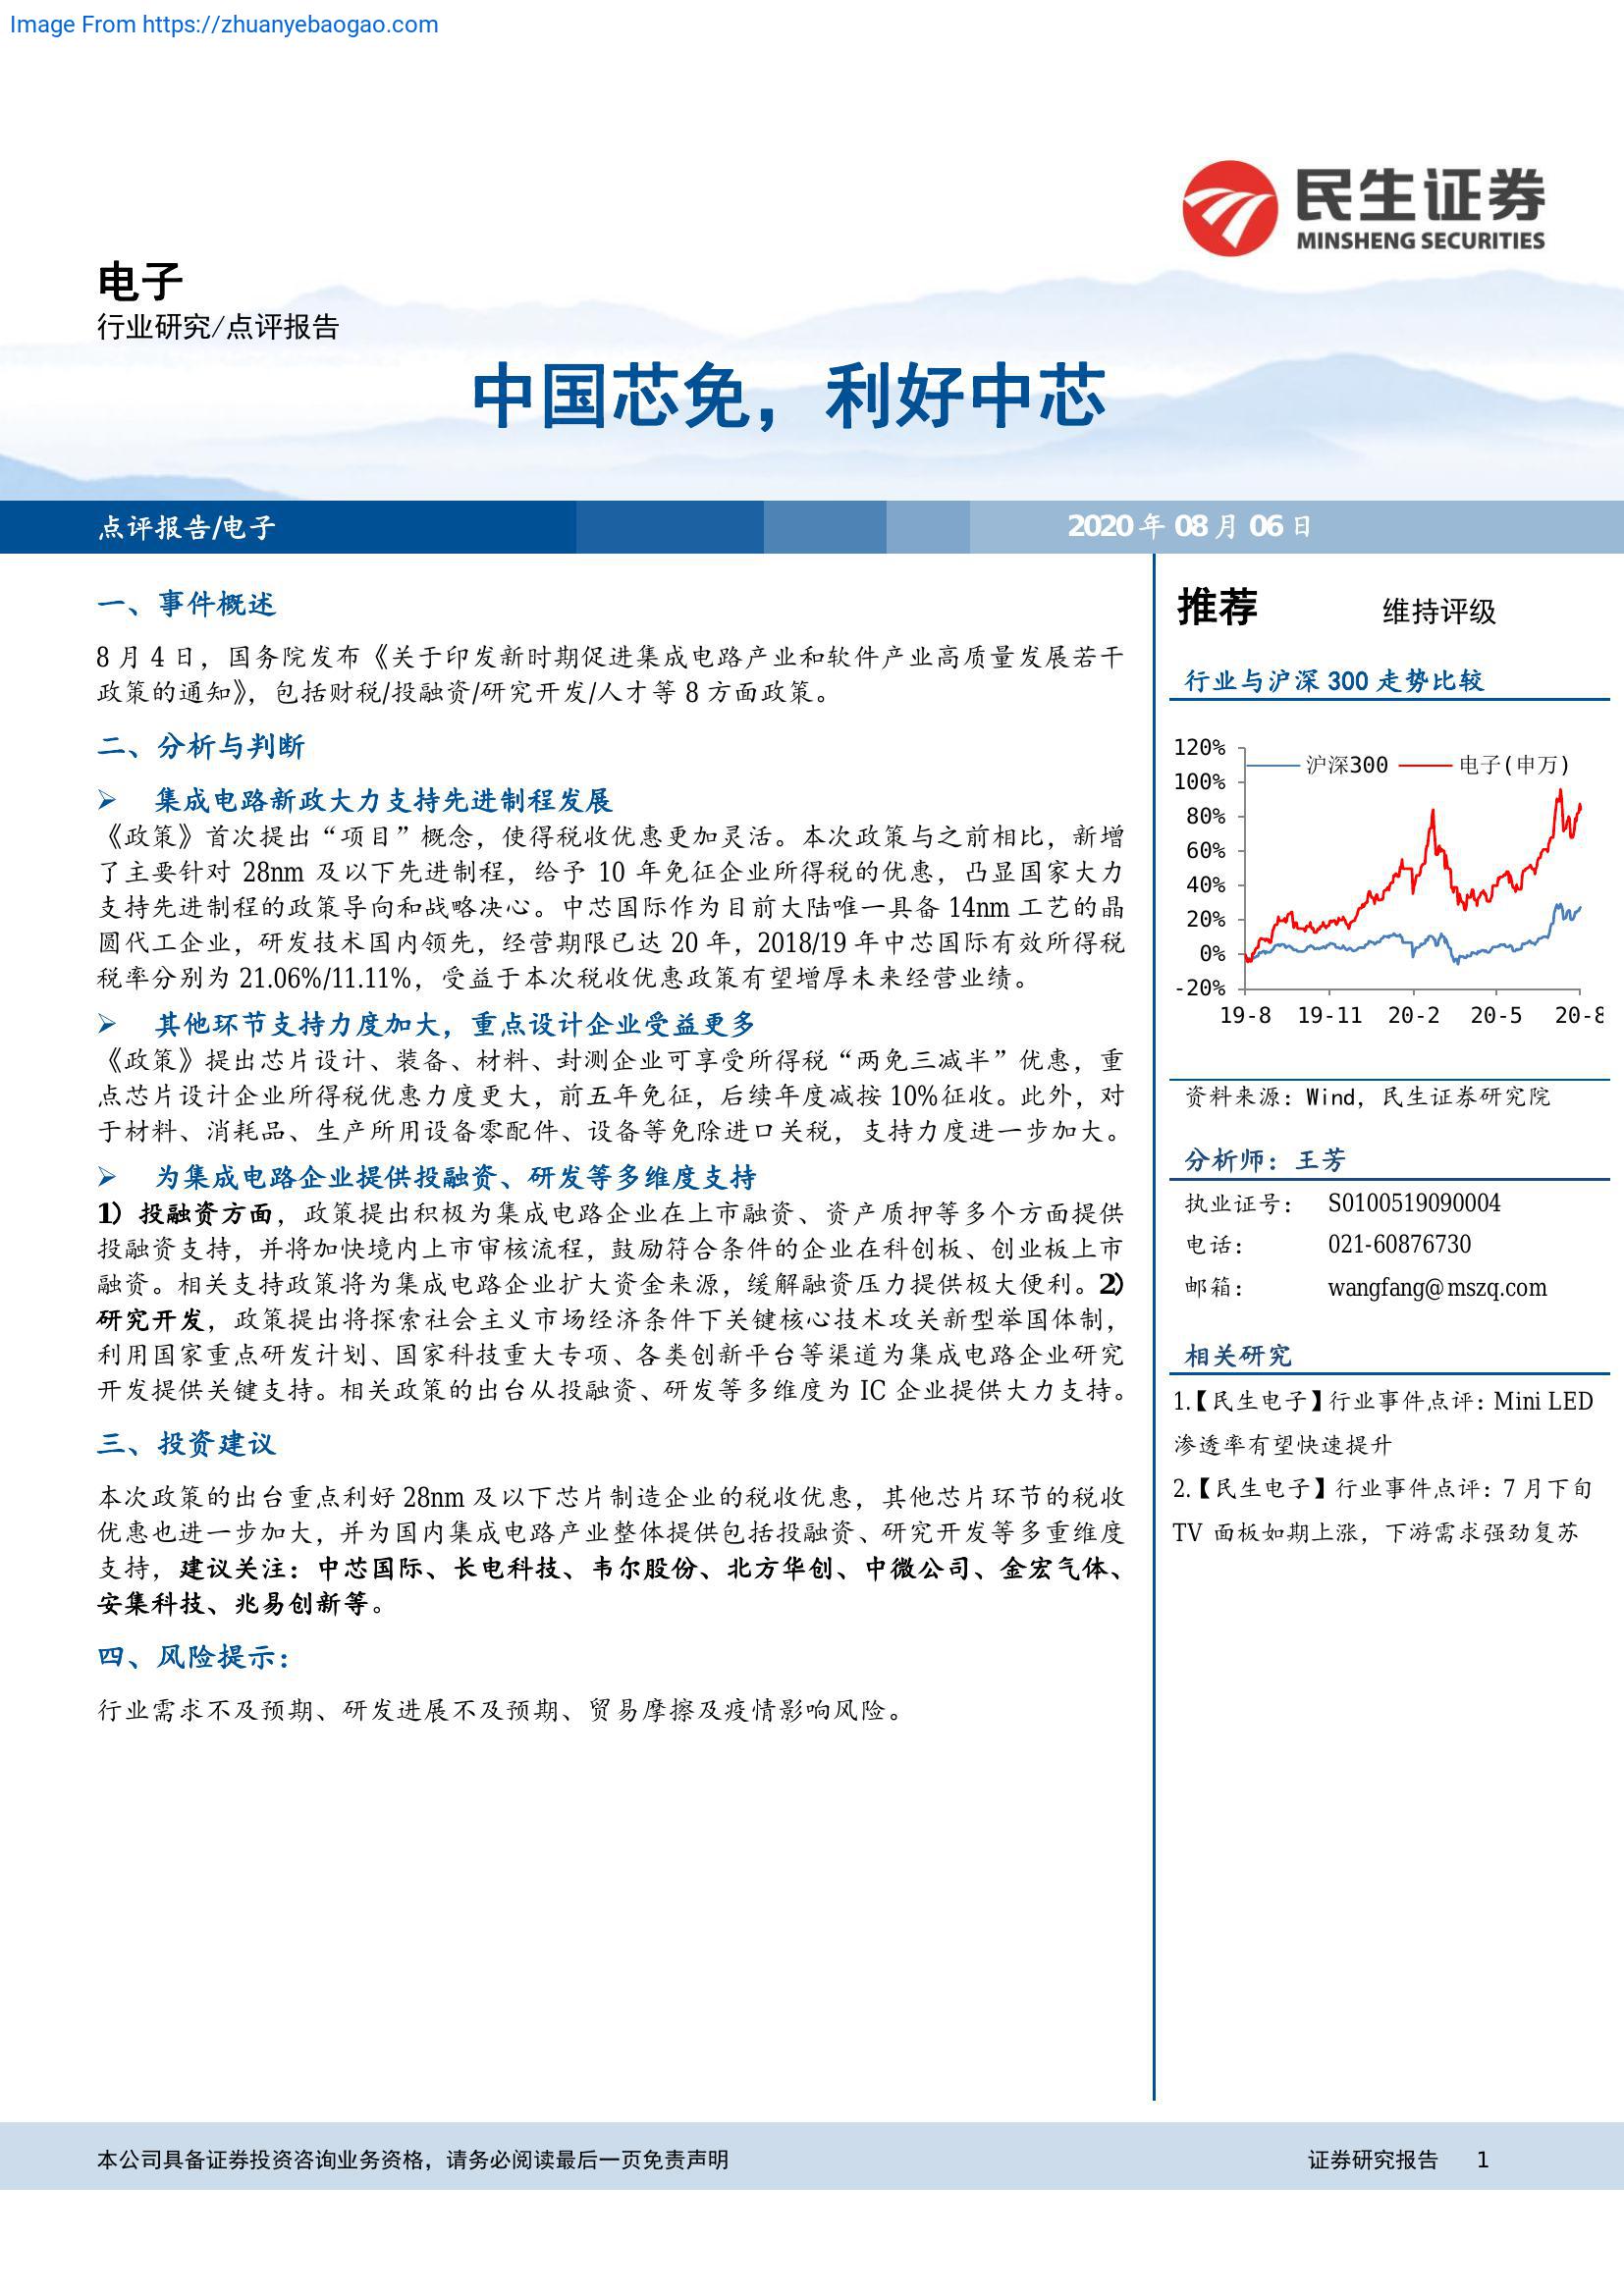 Image From https://zhuanyebaogao.com
民生证券
MINSHENG SECURITIES
电子
行业研究/点评报告
中国芯免，利好中芯
点评报告/电子
2020 年 08 月 06 日
一、事件概述
8 月 4 日，国务院发布《关于印发新时期促进集成电路产业和软件产业高质量发展若干
政策的通知》，包括财税/投融资/研究开发/人才等 8 方面政策。
二、分析与判断
➢ 集成电路新政大力支持先进制程发展
《政策》首次提出“项目”概念，使得税收优惠更加灵活。本次政策与之前相比，新增
了主要针对 28nm 及以下先进制程，给予 10 年免征企业所得税的优惠，凸显国家大力
支持先进制程的政策导向和战略决心。中芯国际作为目前大陆唯一具备 14nm 工艺的晶
圆代工企业，研发技术国内领先，经营期限已达 20 年，2018/19 年中芯国际有效所得税
税率分别为 21.06%/11.11%，受益于本次税收优惠政策有望增厚未来经营业绩。
➢ 其他环节支持力度加大，重点设计企业受益更多
《政策》提出芯片设计、装备、材料、封测企业可享受所得税“两免三减半”优惠，重
点芯片设计企业所得税优惠力度更大，前五年免征，后续年度减按 10%征收。此外，对
于材料、消耗品、生产所用设备零配件、设备等免除进口关税，支持力度进一步加大。
➢ 为集成电路企业提供投融资、研发等多维度支持
1）投融资方面，政策提出积极为集成电路企业在上市融资、资产质押等多个方面提供
投融资支持，并将加快境内上市审核流程，鼓励符合条件的企业在科创板、创业板上市
融资。相关支持政策将为集成电路企业扩大资金来源，缓解融资压力提供极大便利。2）
研究开发，政策提出将探索社会主义市场经济条件下关键核心技术攻关新型举国体制，
利用国家重点研发计划、国家科技重大专项、各类创新平台等渠道为集成电路企业研究
开发提供关键支持。相关政策的出台从投融资、研发等多维度为 IC 企业提供大力支持。
三、投资建议
本次政策的出台重点利好 28nm 及以下芯片制造企业的税收优惠，其他芯片环节的税收
优惠也进一步加大，并为国内集成电路产业整体提供包括投融资、研究开发等多重维度
支持，建议关注：中芯国际、长电科技、韦尔股份、北方华创、中微公司、金宏气体、
安集科技、兆易创新等。
四、风险提示：
行业需求不及预期、研发进展不及预期、贸易摩擦及疫情影响风险。
推荐 维持评级
行业与沪深 300 走势比较
沪深300 电子(申万)
120%
100%
80%
60%
40%
20%
0%
-20%
19-8 19-11 20-2 20-5 20-8
资料来源：Wind，民生证券研究院
分析师：王芳
执业证号： S0100519090004
电话： 021-60876730
邮箱： wangfang@mszq.com
相关研究
1.【民生电子】行业事件点评：Mini LED
渗透率有望快速提升
2.【民生电子】行业事件点评：7 月下旬
TV 面板如期上涨，下游需求强劲复苏
本公司具备证券投资咨询业务资格，请务必阅读最后一页免责声明
证券研究报告 1